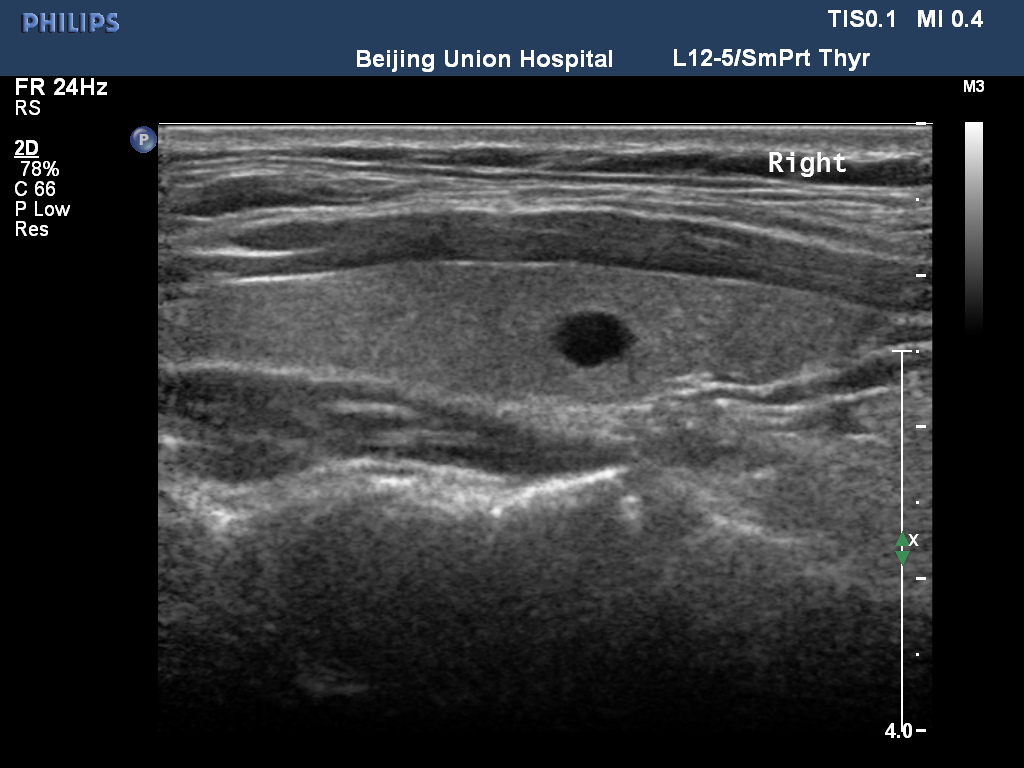 PHILIPS
TIS0.1 MI 0.4
Beijing Union Hospital L12-5/SmPrt Thyr
FR 24Hz
RS
M3
P
2D
78%
C 66
P Low
Res
Right
X
4.0